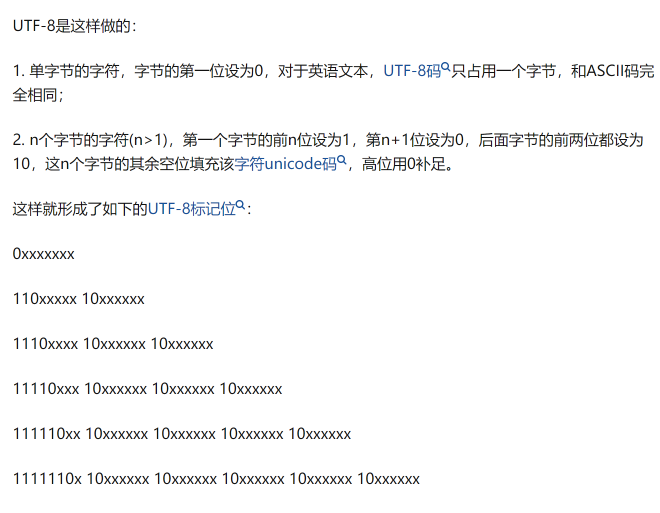 UTF-8是这样做的：
1. 单字节的字符，字节的第一位设为0，对于英语文本，UTF-8码只占用一个字节，和ASCII码完
全相同；
2. n个字节的字符(n>1)，第一个字节的前n位设为1，第n+1位设为0，后面字节的前两位都设为
10，这n个字节的其余空位填充该字符unicode码，高位用0补足。
这样就形成了如下的UTF-8标记位：
0xxxxxxx
110xxxxx 10xxxxxx
1110xxxx 10xxxxxx 10xxxxxx
11110xxx 10xxxxxx 10xxxxxx 10xxxxxx
111110xx 10xxxxxx 10xxxxxx 10xxxxxx 10xxxxxx
1111110x 10xxxxxx 10xxxxxx 10xxxxxx 10xxxxxx 10xxxxxx